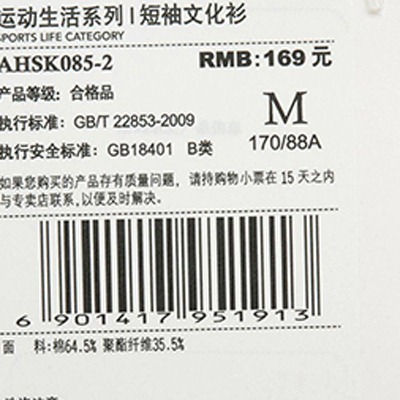 运动生活系列 | 短袖文化衫
SPORTS LIFE CATEGORY
AHSK085-2 RMB:169 元
产品等级：合格品
执行标准：GB/T 22853-2009
M
执行安全标准：GB18401 B类
170/88A
如果您购买的产品存有质量问题，请持购物小票在 15 天之内
与专卖店联系,以便及时解决。
6 901417 951913
面 料:棉64.5% 聚酯纤维35.5%